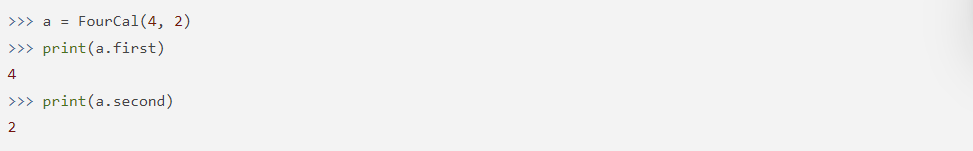 >>> a = FourCal(4, 2)
>>> print(a.first)
4
>>> print(a.second)
2